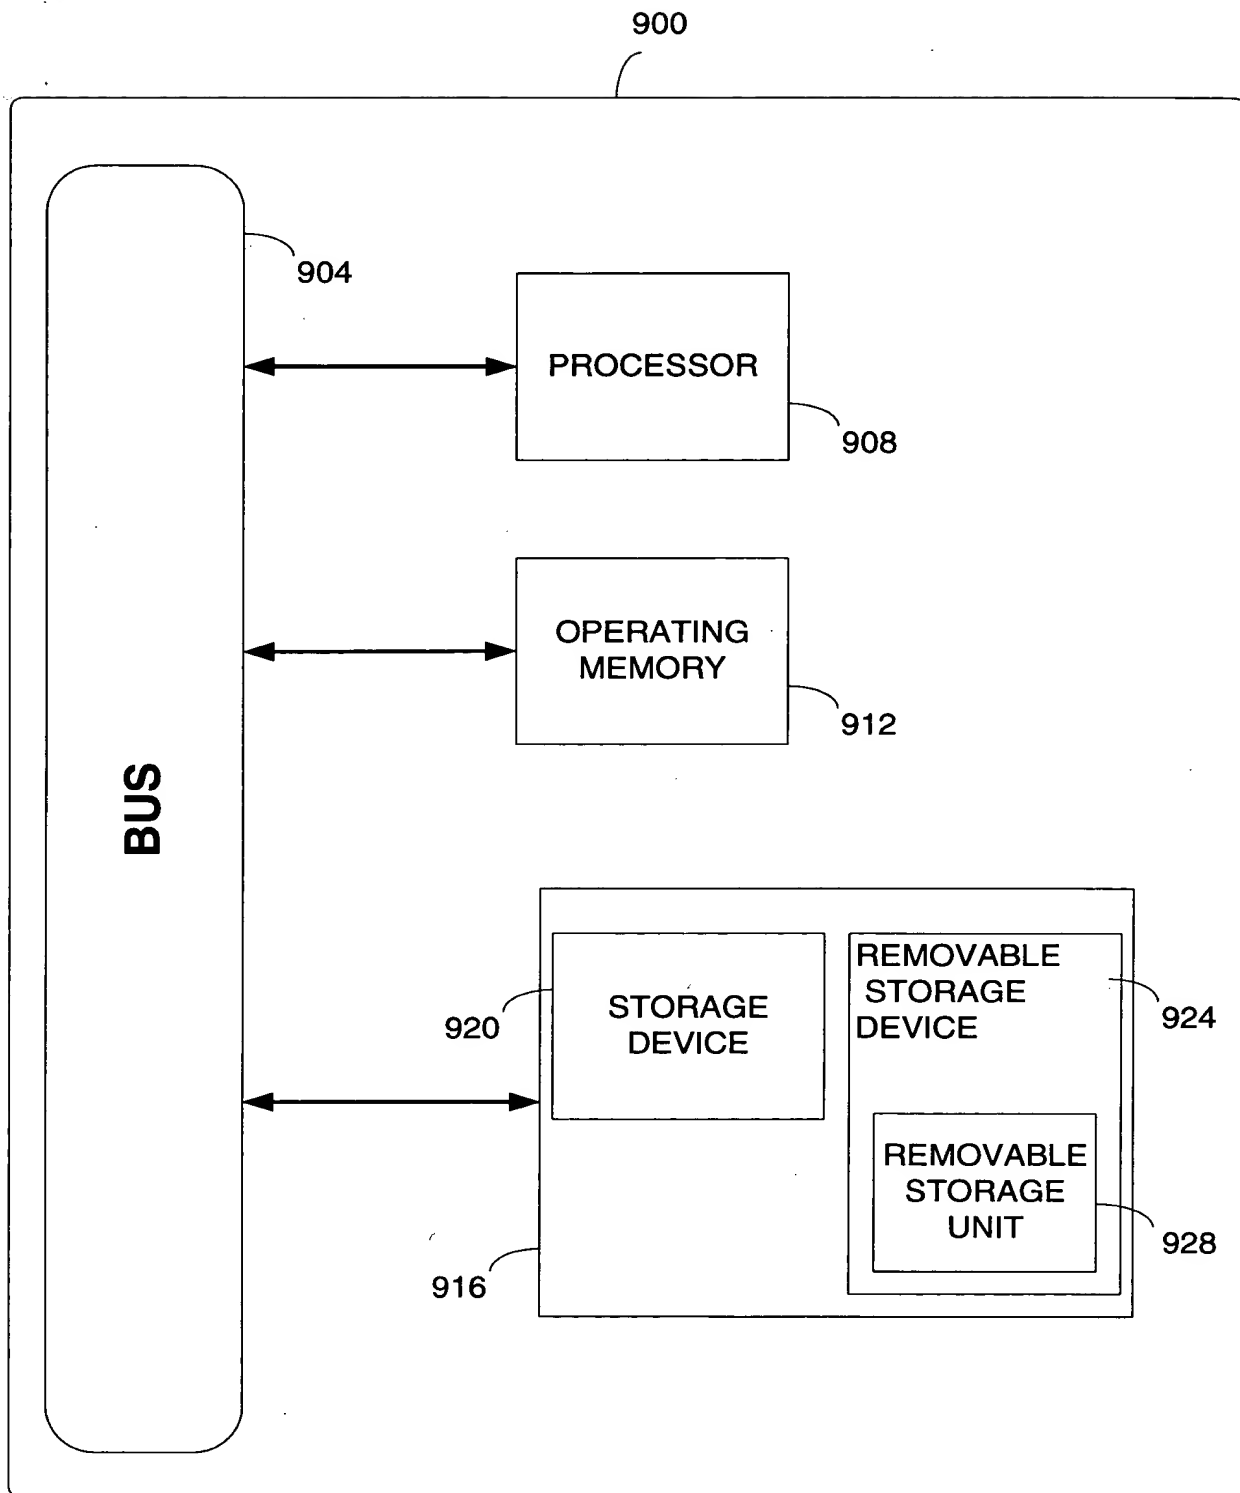 900
904
PROCESSOR
908
OPERATING
MEMORY
912
BUS
REMOVABLE
STORAGE
DEVICE
924
920
STORAGE
DEVICE
REMOVABLE
STORAGE
UNIT
928
916